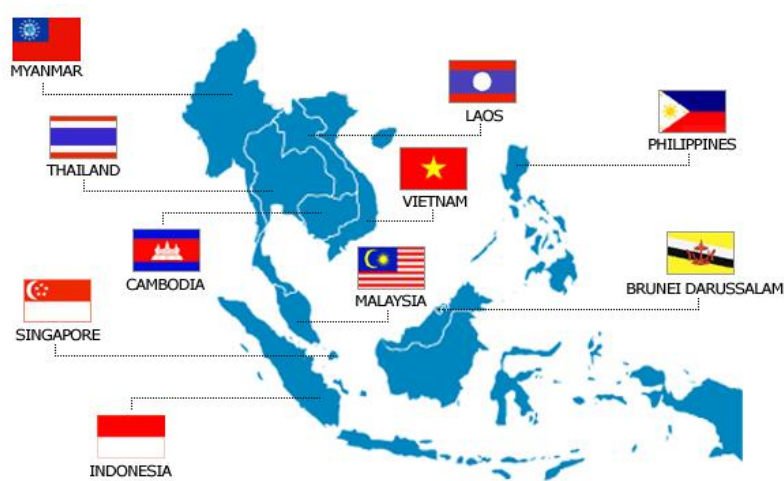 MYANMAR
LAOS
PHILIPPINES
THAILAND
VIETNAM
CAMBODIA
BRUNEI DARUSSALAM
MALAYSIA
SINGAPORE
INDONESIA